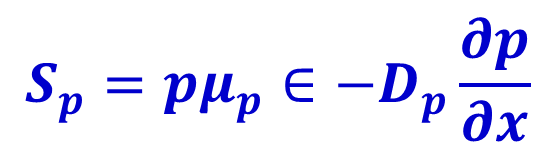 S_p = pμ_p ∈ −D_p ∂p/∂x